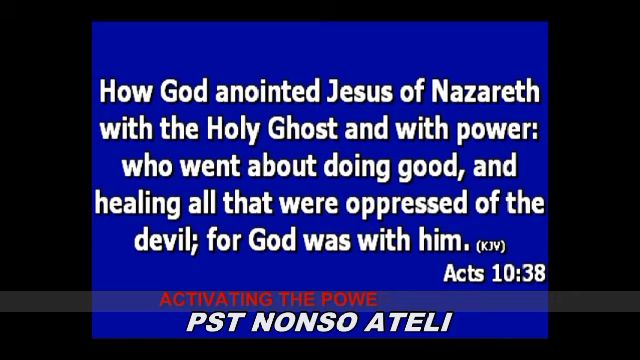 How God anointed Jesus of Nazareth
with the Holy Ghost and with power:
who went about doing good, and
healing all that were oppressed of the
devil; for God was with him. (KJV)
Acts 10:38
ACTIVATING THE POWE
PST NONSO ATELI